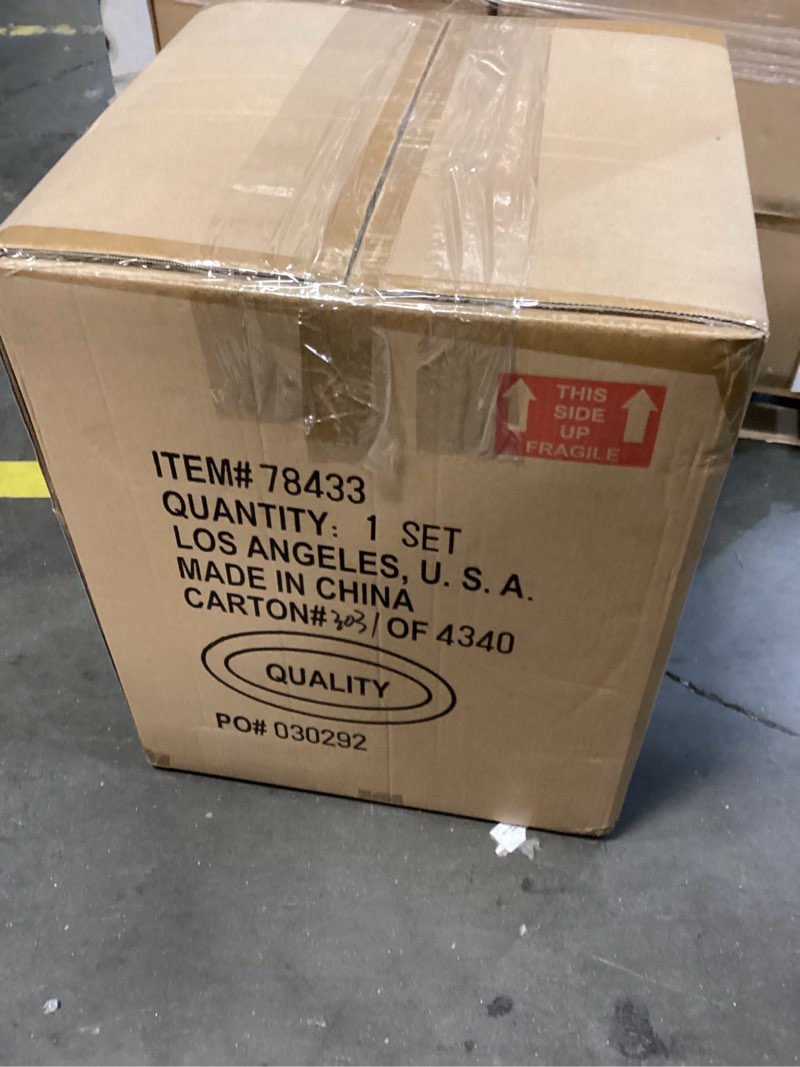 THIS
SIDE
UP
FRAGILE
ITEM# 78433
QUANTITY: 1 SET
LOS ANGELES, U. S. A.
MADE IN CHINA
CARTON# 3031 OF 4340
QUALITY
PO# 030292